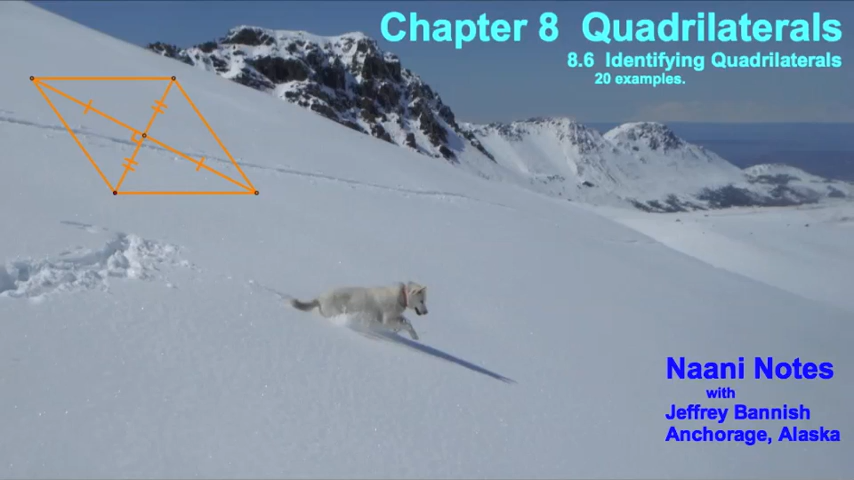 Chapter 8  Quadrilaterals
8.6  Identifying Quadrilaterals
20 examples.
Naani Notes
with
Jeffrey Bannish
Anchorage, Alaska